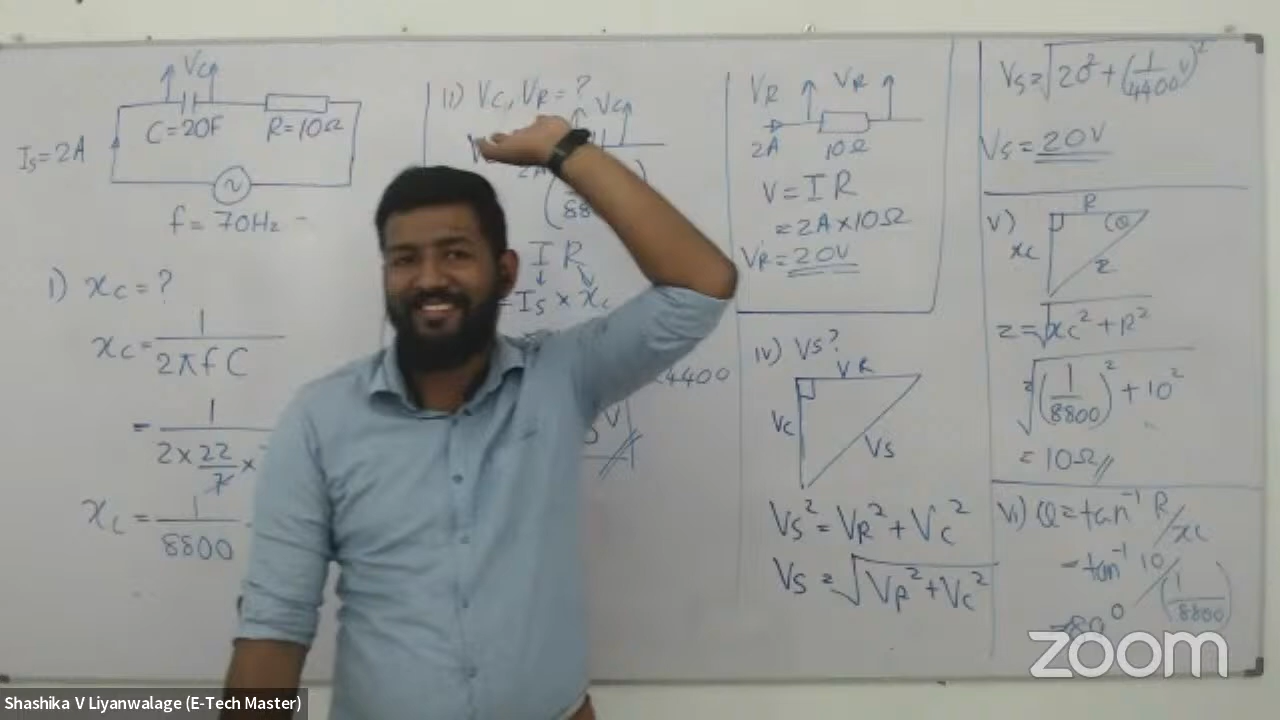 Vc
C=20F
R=10Ω
Is=2A
f = 70Hz
I) xc = ?
xc = 1/2πfC
= 1/2×22/7×
xc = 1/8800
II) Vc, VR = ?
Vc
2A
88
I R
= Is × xc
4400
V
VR
VR
2A
10Ω
V = IR
= 2A×10Ω
VR = 20V
IV) VS?
VR
Vc
VS
VS² = VR² + Vc²
VS = √VR²+Vc²
VS = √20²+(1/4400 V)²
VS = 20V
V)
R
xc
θ
z
z = √xc²+R²
²√(1/8800)² + 10²
= 10Ω
VI) Q = tan⁻¹ R/xc
= tan⁻¹ 10/(1/8800)
zoom
Shashika V Liyanwalage (E-Tech Master)